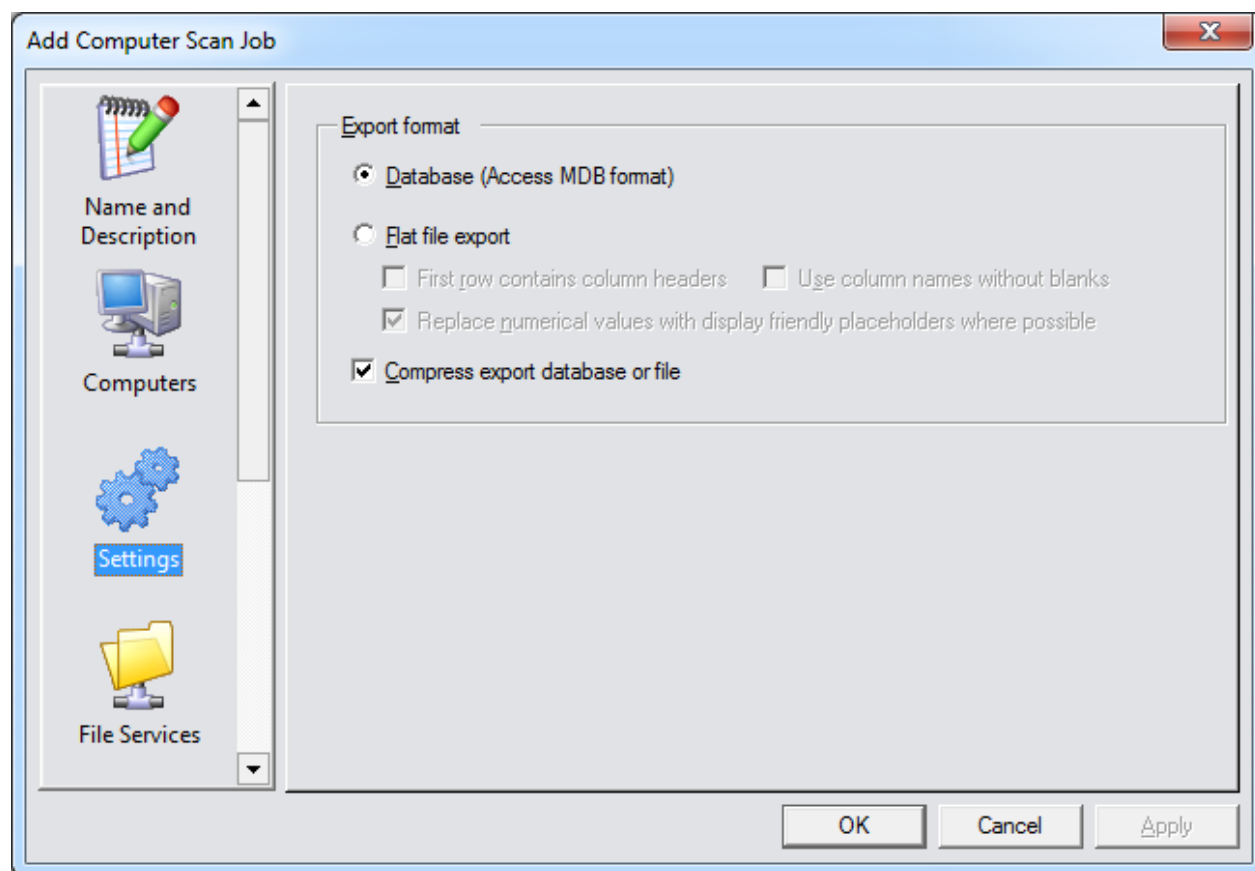 Add Computer Scan Job
Name and
Description
Computers
Settings
File Services
Export format
Database (Access MDB format)
Flat file export
First row contains column headers
Use column names without blanks
Replace numerical values with display friendly placeholders where possible
Compress export database or file
OK
Cancel
Apply